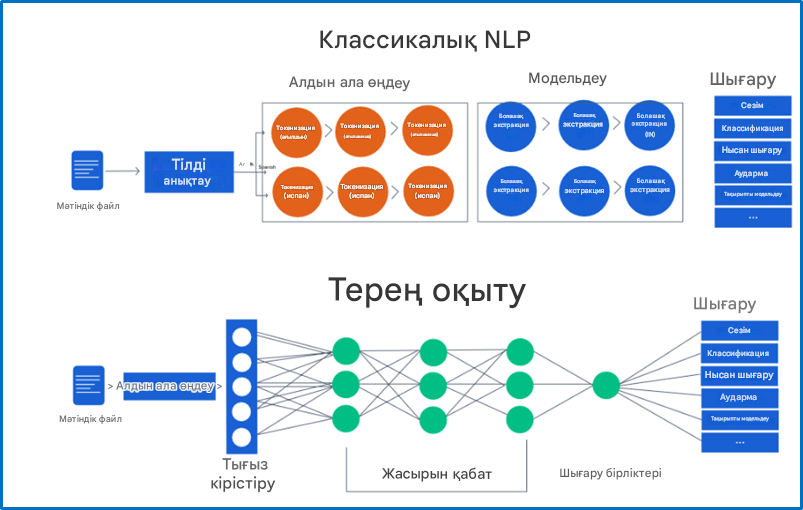 Классикалық NLP
Алдын ала өңдеу
Модельдеу
Шығару
Мәтіндік файл
Тілді
анықтау
Токенизация
(ағылшын)
Токенизация
Токенизация
Токенизация
(испан)
Токенизация
(испан)
Токенизация
(испан)
Болашақ
экстракция
Болашақ
экстракция
Болашақ
экстракция
(IN)
Болашақ
экстракция
Болашақ
экстракция
Болашақ
экстракция
Сезім
Классификация
Нысан шығару
Аударма
Тақырыпты модельдеу
...
Терең оқыту
Шығару
Мәтіндік файл
> Алдын ала өңдеу >
Тығыз
кірістіру
Жасырын қабат
Шығару бірліктері
Сезім
Классификация
Нысан шығару
Аударма
Тақырыпты модельдеу
...